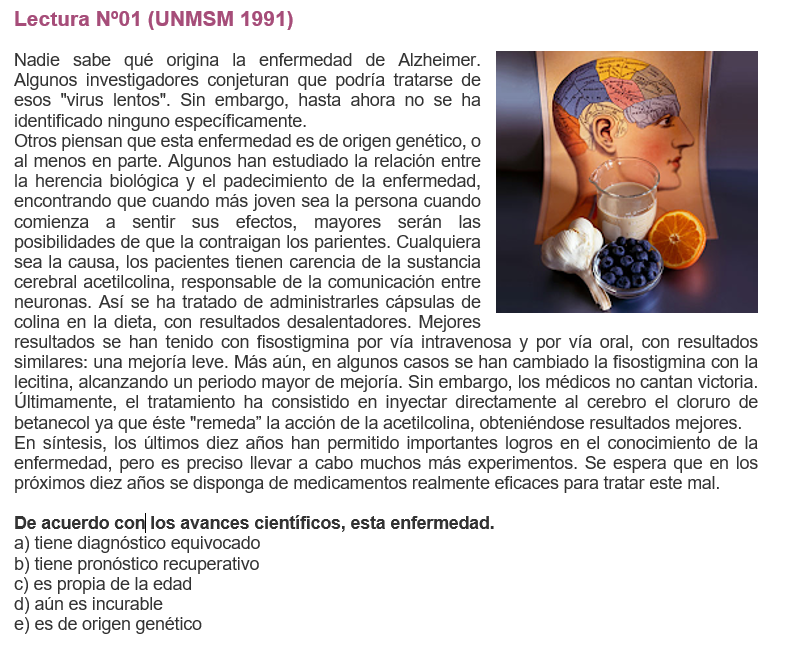 Lectura Nº01 (UNMSM 1991)
Nadie sabe qué origina la enfermedad de Alzheimer.
Algunos investigadores conjeturan que podría tratarse de
esos "virus lentos". Sin embargo, hasta ahora no se ha
identificado ninguno específicamente.
Otros piensan que esta enfermedad es de origen genético, o
al menos en parte. Algunos han estudiado la relación entre
la herencia biológica y el padecimiento de la enfermedad,
encontrando que cuando más joven sea la persona cuando
comienza a sentir sus efectos, mayores serán las
posibilidades de que la contraigan los parientes. Cualquiera
sea la causa, los pacientes tienen carencia de la sustancia
cerebral acetilcolina, responsable de la comunicación entre
neuronas. Así se ha tratado de administrarles cápsulas de
colina en la dieta, con resultados desalentadores. Mejores
resultados se han tenido con fisostigmina por vía intravenosa y por vía oral, con resultados
similares: una mejoría leve. Más aún, en algunos casos se han cambiado la fisostigmina con la
lecitina, alcanzando un periodo mayor de mejoría. Sin embargo, los médicos no cantan victoria.
Últimamente, el tratamiento ha consistido en inyectar directamente al cerebro el cloruro de
betanecol ya que éste "remeda” la acción de la acetilcolina, obteniéndose resultados mejores.
En síntesis, los últimos diez años han permitido importantes logros en el conocimiento de la
enfermedad, pero es preciso llevar a cabo muchos más experimentos. Se espera que en los
próximos diez años se disponga de medicamentos realmente eficaces para tratar este mal.
De acuerdo con los avances científicos, esta enfermedad.
a) tiene diagnóstico equivocado
b) tiene pronóstico recuperativo
c) es propia de la edad
d) aún es incurable
e) es de origen genético